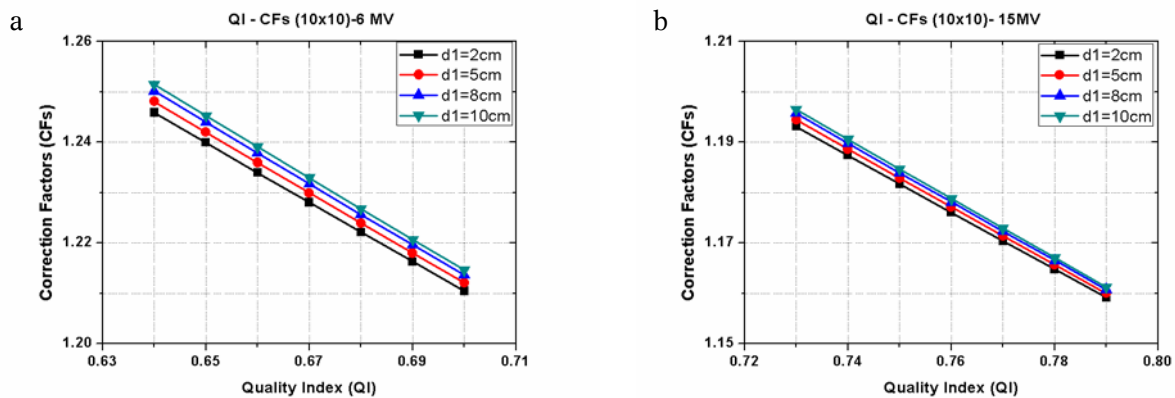 a
QI - CFs (10x10)-6 MV
1.26
1.24
1.22
1.20
0.63
0.65
0.67
0.69
0.71
Correction Factors (CFs)
Quality Index (QI)
d1=2cm
d1=5cm
d1=8cm
d1=10cm
b
QI - CFs (10x10)- 15MV
1.21
1.19
1.17
1.15
0.72
0.74
0.76
0.78
0.80
Correction Factors (CFs)
Quality Index (QI)
d1=2cm
d1=5cm
d1=8cm
d1=10cm